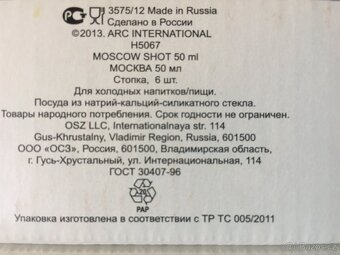 3575/12 Made in Russia
Сделано в России
©2013. ARC INTERNATIONAL
H5067
MOSCOW SHOT 50 ml
МОСКВА 50 мл
Стопка, 6 шт.
Для холодных напитков/пищи.
Посуда из натрий-кальций-силикатного стекла.
Товары народного потребления. Срок годности не ограничен.
OSZ LLC, Internationalnaya str. 114
Gus-Khrustalny, Vladimir Region, Russia, 601500
ООО «ОСЗ», Россия, 601500, Владимирская область,
г. Гусь-Хрустальный, ул. Интернациональная, 114
ГОСТ 30407-96
20
PAP
Упаковка изготовлена в соответствии с ТР ТС 005/2011